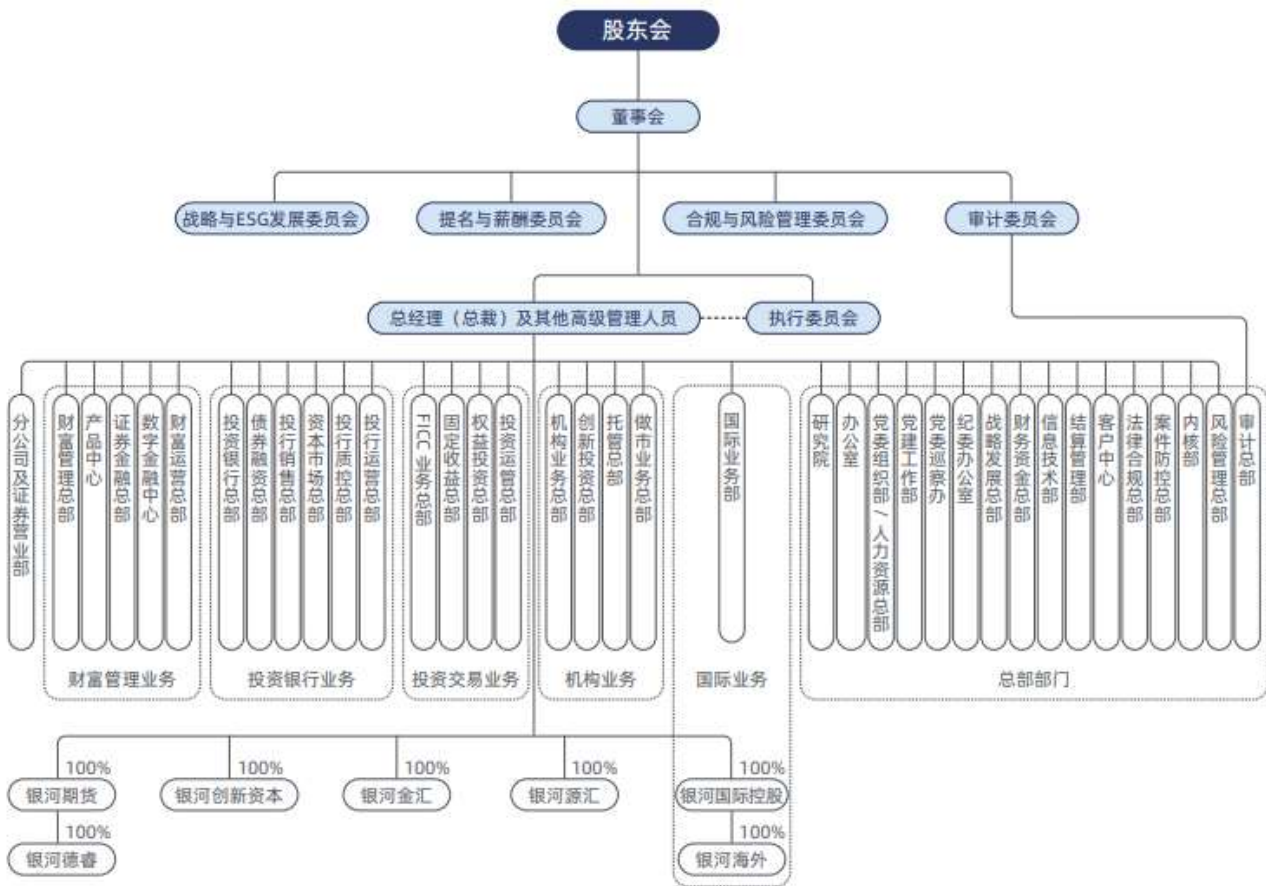 股东会
董事会
战略与ESG发展委员会
提名与薪酬委员会
合规与风险管理委员会
审计委员会
总经理（总裁）及其他高级管理人员
执行委员会
分公司及证券营业部
财富管理总部
产品中心
证券金融总部
数字金融中心
财富运营总部
财富管理业务
投资银行总部
债券融资总部
投行销售总部
资本市场总部
投行质控总部
投行运营总部
投资银行业务
FICC 业务总部
固定收益总部
权益投资总部
投资运管总部
投资交易业务
机构业务总部
创新投资总部
托管总部
做市业务总部
机构业务
国际业务部
国际业务
研究院
办公室
党委组织部/人力资源总部
党建工作部
党委巡察办
纪委办公室
战略发展总部
财务资金总部
信息技术部
结算管理部
客户中心
法律合规总部
案件防控总部
内核部
风险管理总部
审计总部
总部部门
100%
银河期货
100%
银河创新资本
100%
银河金汇
100%
银河源汇
100%
银河国际控股
100%
银河德睿
100%
银河海外